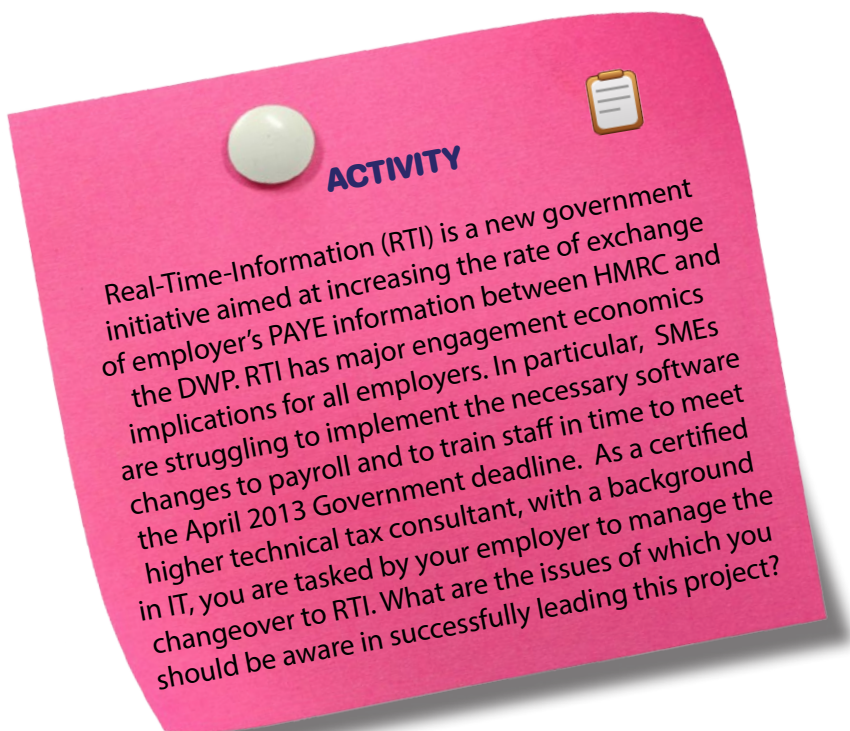 ACTIVITY
Real-Time-Information (RTI) is a new government
initiative aimed at increasing the rate of exchange
of employer's PAYE information between HMRC and
the DWP. RTI has major engagement economics
implications for all employers. In particular, SMEs
are struggling to implement the necessary software
changes to payroll and to train staff in time to meet
the April 2013 Government deadline. As a certified
higher technical tax consultant, with a background
in IT, you are tasked by your employer to manage the
changeover to RTI. What are the issues of which you
should be aware in successfully leading this project?